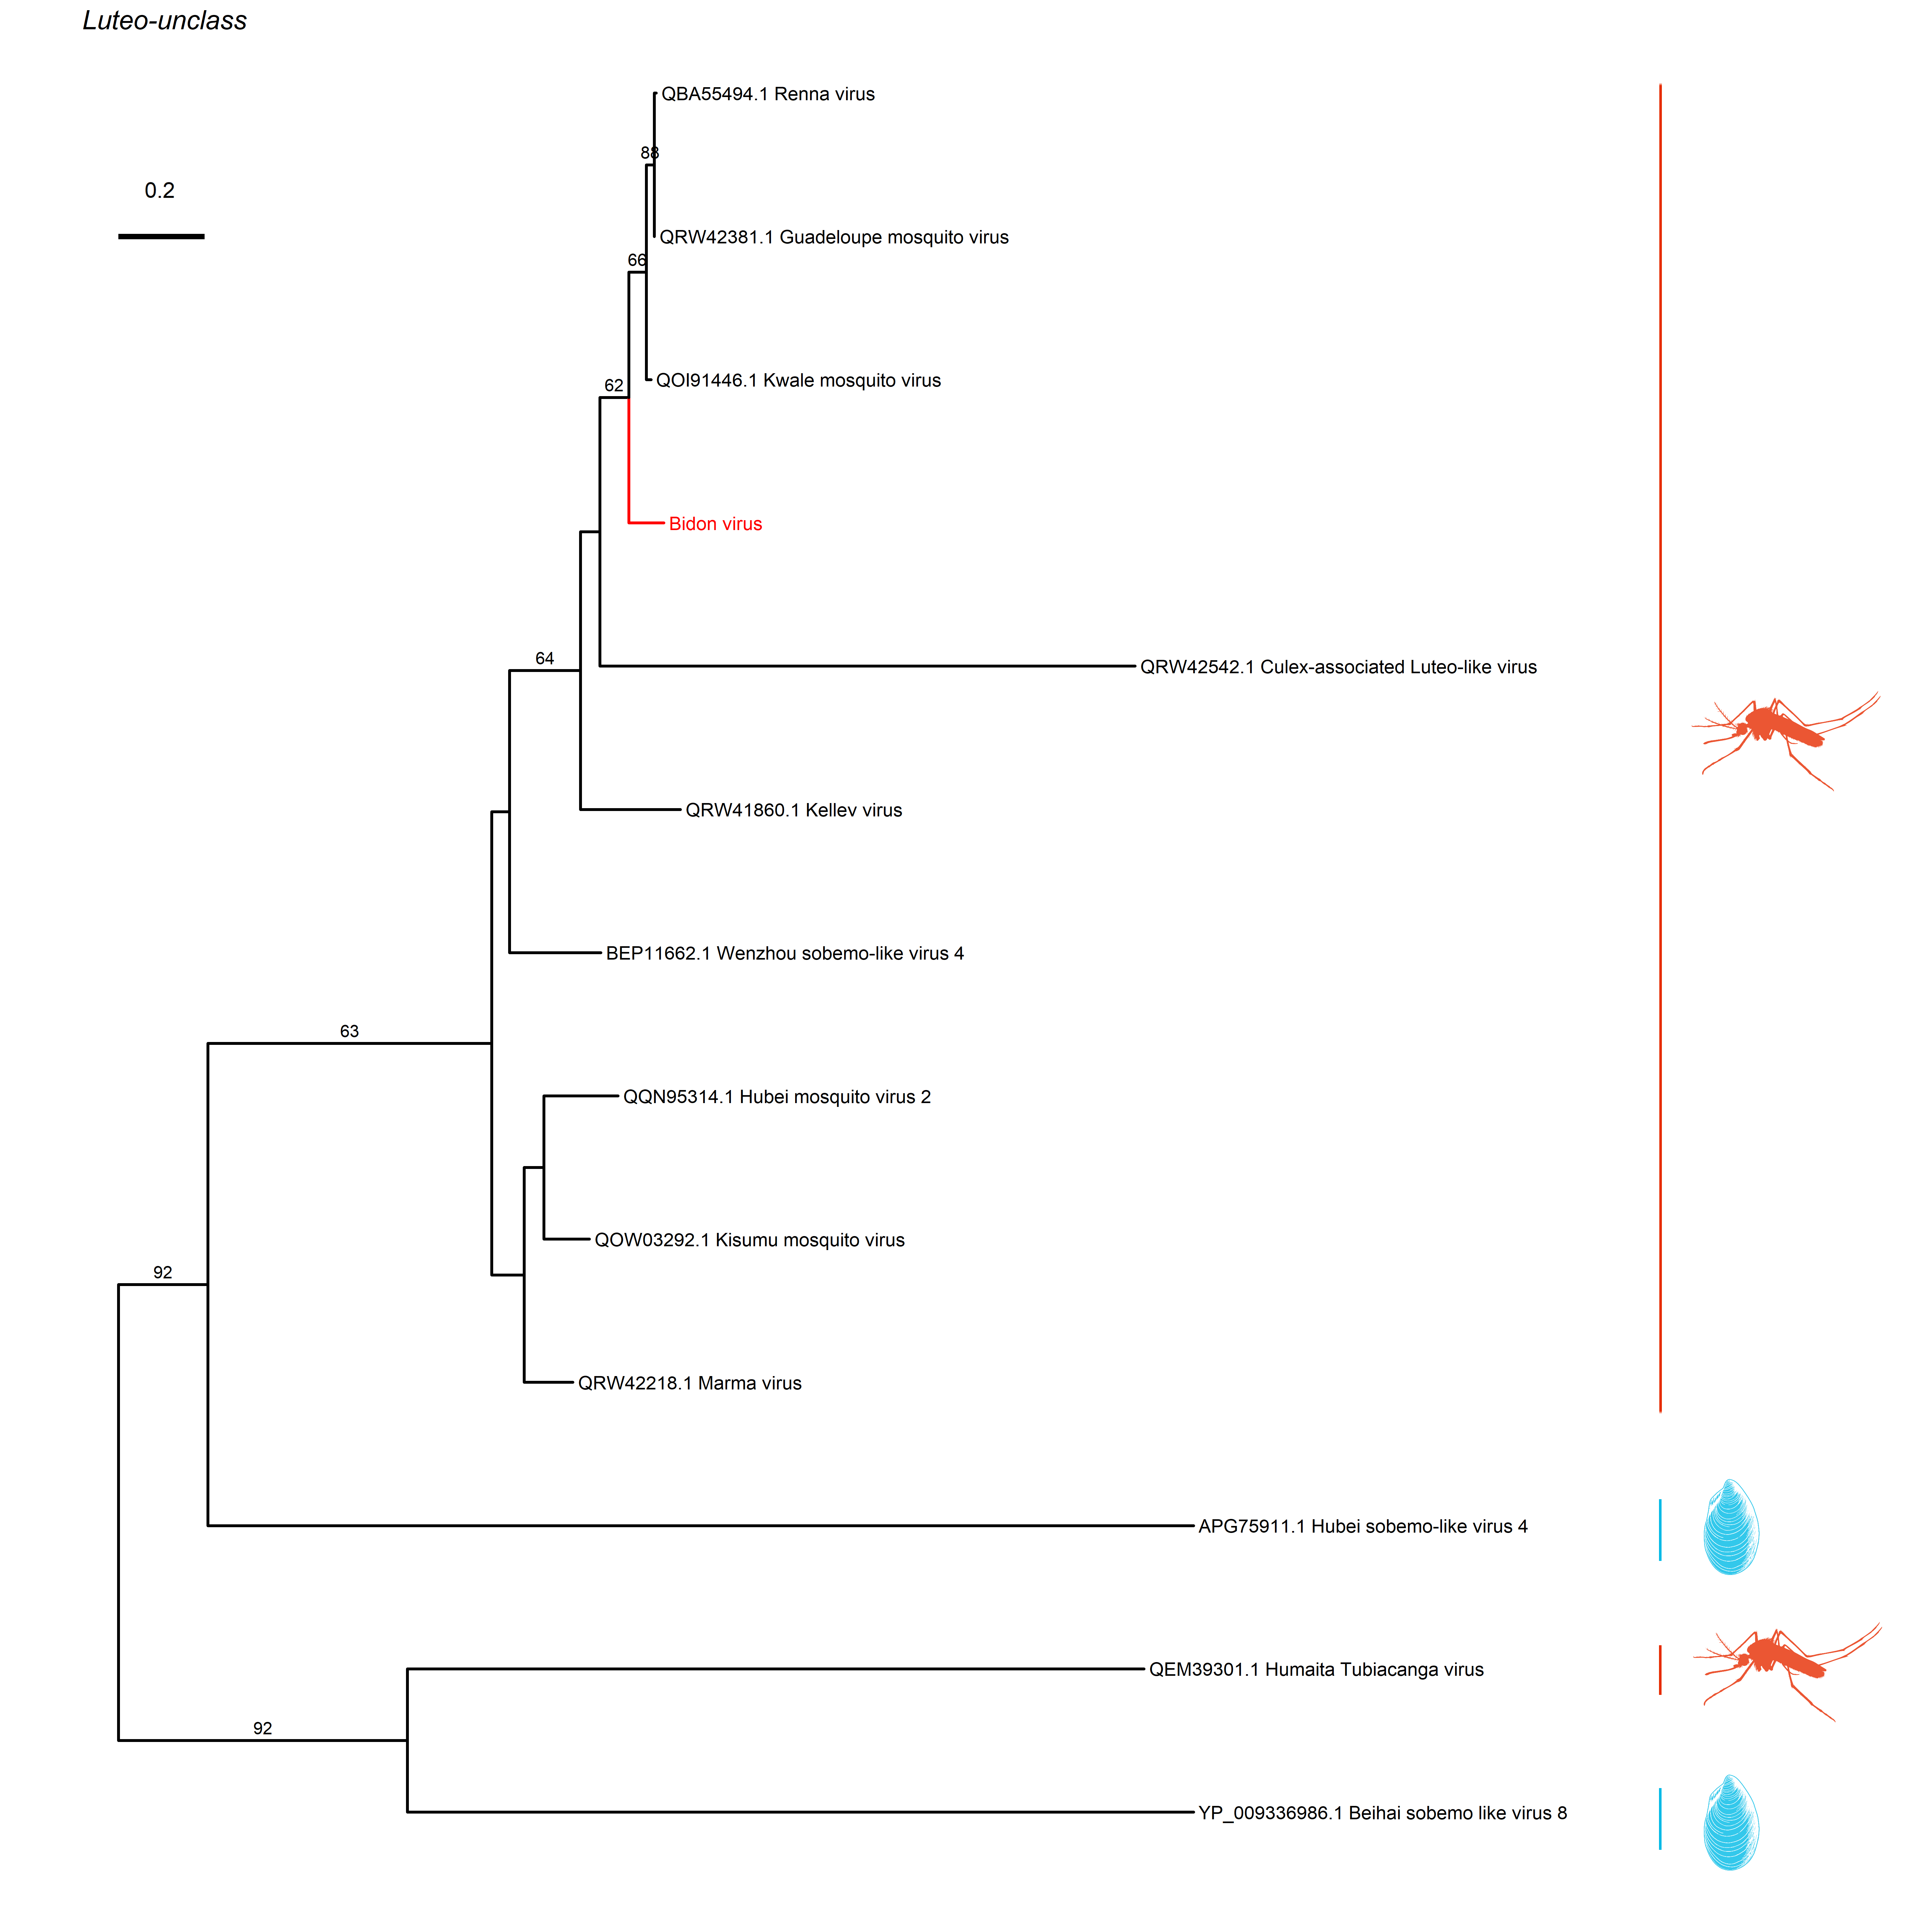 Luteo-unclass
QBA55494.1 Renna virus
88
0.2
QRW42381.1 Guadeloupe mosquito virus
66
QOI91446.1 Kwale mosquito virus
62
Bidon virus
64
QRW42542.1 Culex-associated Luteo-like virus
QRW41860.1 Kellev virus
BEP11662.1 Wenzhou sobemo-like virus 4
63
QQN95314.1 Hubei mosquito virus 2
QOW03292.1 Kisumu mosquito virus
92
QRW42218.1 Marma virus
APG75911.1 Hubei sobemo-like virus 4
QEM39301.1 Humaita Tubiacanga virus
92
YP_009336986.1 Beihai sobemo like virus 8